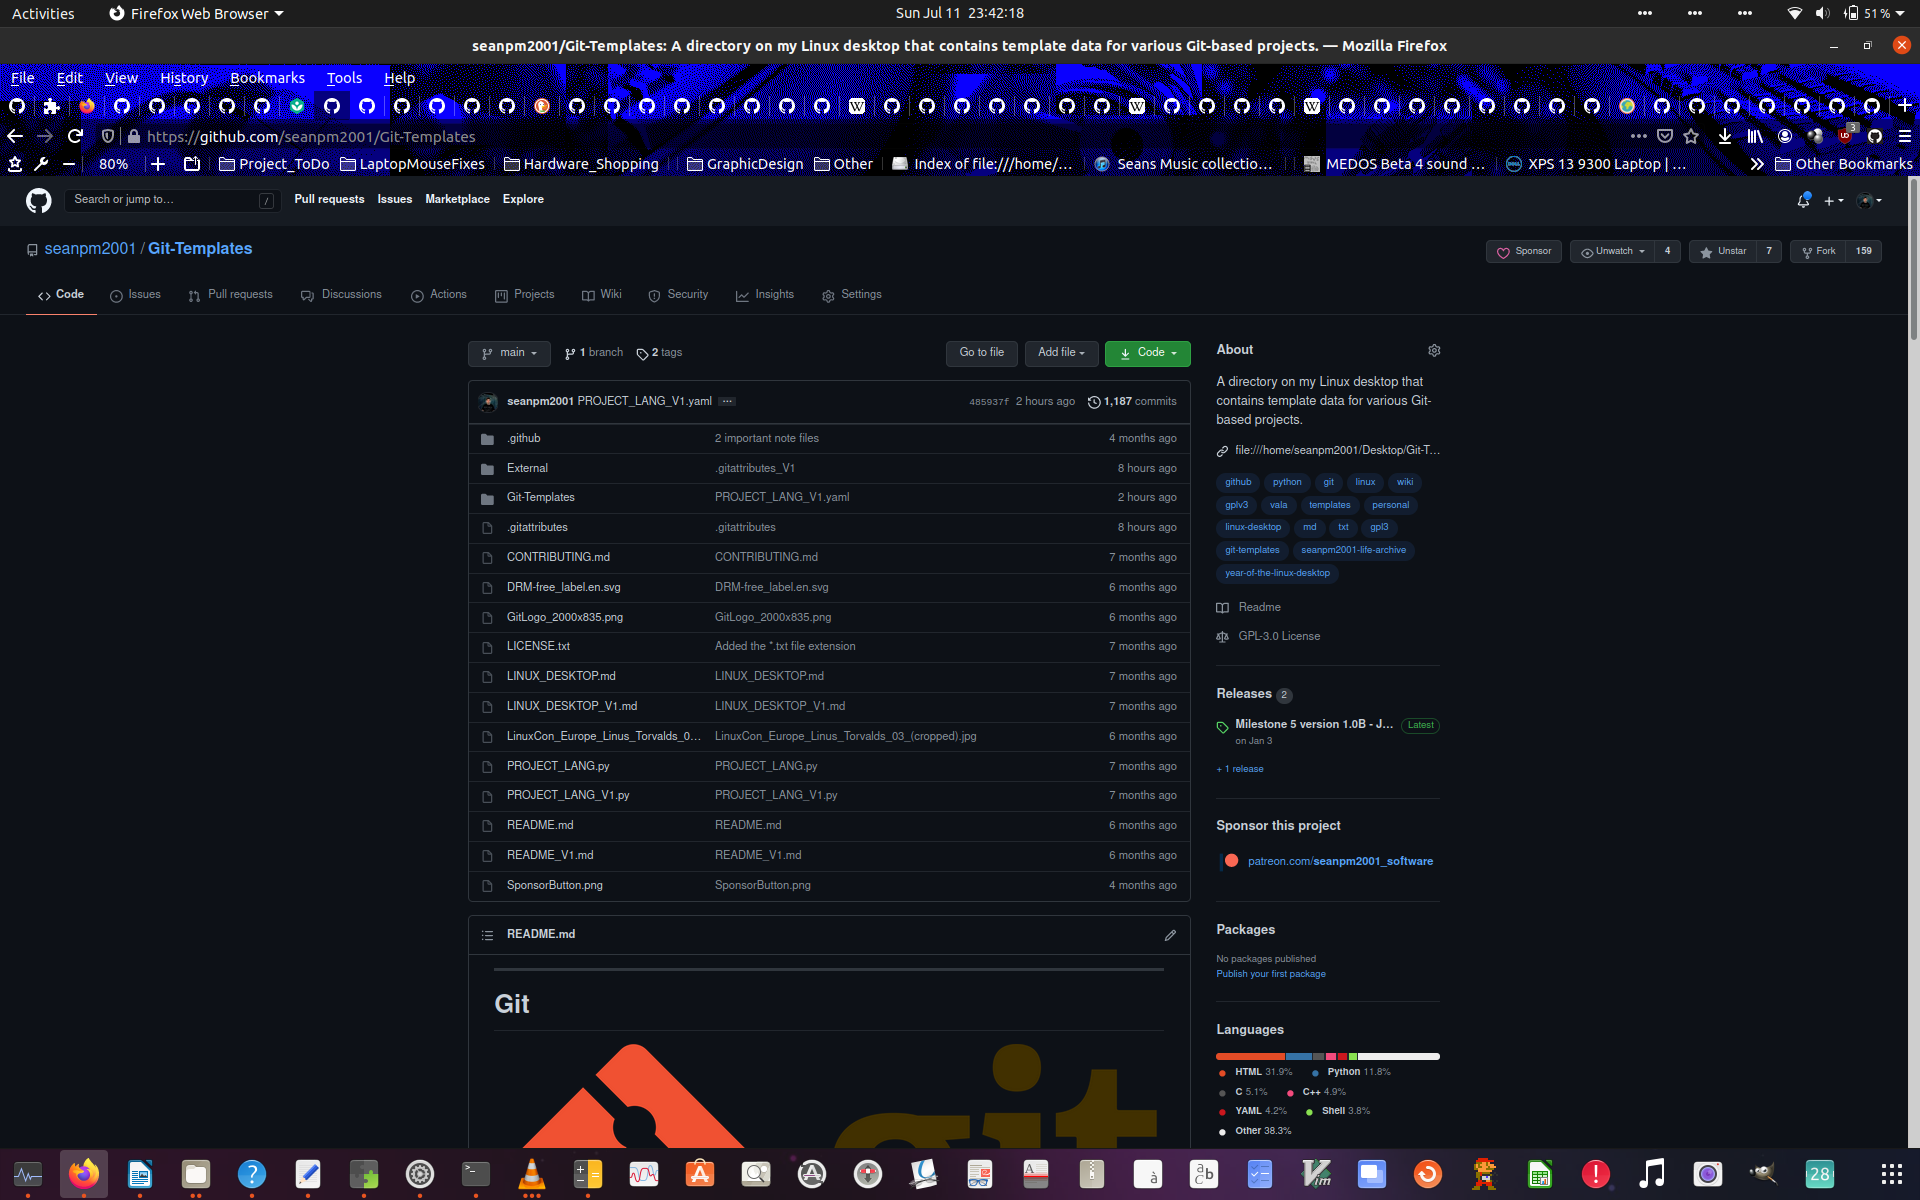 Activities
Firefox Web Browser
Sun Jul 11 23:42:18
51 %
seanpm2001/Git-Templates: A directory on my Linux desktop that contains template data for various Git-based projects. — Mozilla Firefox
File Edit View History Bookmarks Tools Help
https://github.com/seanpm2001/Git-Templates
3
80%
Project_ToDo
LaptopMouseFixes
Hardware_Shopping
GraphicDesign
Other
Index of file:///home/…
Seans Music collectio…
MEDOS Beta 4 sound …
XPS 13 9300 Laptop | …
Other Bookmarks
Search or jump to…
/
Pull requests Issues Marketplace Explore
seanpm2001 / Git-Templates
Sponsor
Unwatch 4
Unstar 7
Fork 159
Code Issues Pull requests Discussions Actions Projects Wiki Security Insights Settings
main
1 branch
2 tags
Go to file
Add file
Code
seanpm2001 PROJECT_LANG_V1.yaml ...
485937f 2 hours ago 1,187 commits
.github 2 important note files 4 months ago
External .gitattributes_V1 8 hours ago
Git-Templates PROJECT_LANG_V1.yaml 2 hours ago
.gitattributes .gitattributes 8 hours ago
CONTRIBUTING.md CONTRIBUTING.md 7 months ago
DRM-free_label.en.svg DRM-free_label.en.svg 6 months ago
GitLogo_2000x835.png GitLogo_2000x835.png 6 months ago
LICENSE.txt Added the *.txt file extension 7 months ago
LINUX_DESKTOP.md LINUX_DESKTOP.md 7 months ago
LINUX_DESKTOP_V1.md LINUX_DESKTOP_V1.md 7 months ago
LinuxCon_Europe_Linus_Torvalds_0… LinuxCon_Europe_Linus_Torvalds_03_(cropped).jpg 6 months ago
PROJECT_LANG.py PROJECT_LANG.py 7 months ago
PROJECT_LANG_V1.py PROJECT_LANG_V1.py 7 months ago
README.md README.md 6 months ago
README_V1.md README_V1.md 6 months ago
SponsorButton.png SponsorButton.png 4 months ago
README.md
Git
git
About
A directory on my Linux desktop that
contains template data for various Git-
based projects.
file:///home/seanpm2001/Desktop/Git-T…
github python git linux wiki
gplv3 vala templates personal
linux-desktop md txt gpl3
git-templates seanpm2001-life-archive
year-of-the-linux-desktop
Readme
GPL-3.0 License
Releases 2
Milestone 5 version 1.0B - J… Latest
on Jan 3
+ 1 release
Sponsor this project
patreon.com/seanpm2001_software
Packages
No packages published
Publish your first package
Languages
HTML 31.9% Python 11.8%
C 5.1% C++ 4.9%
YAML 4.2% Shell 3.8%
Other 38.3%
28